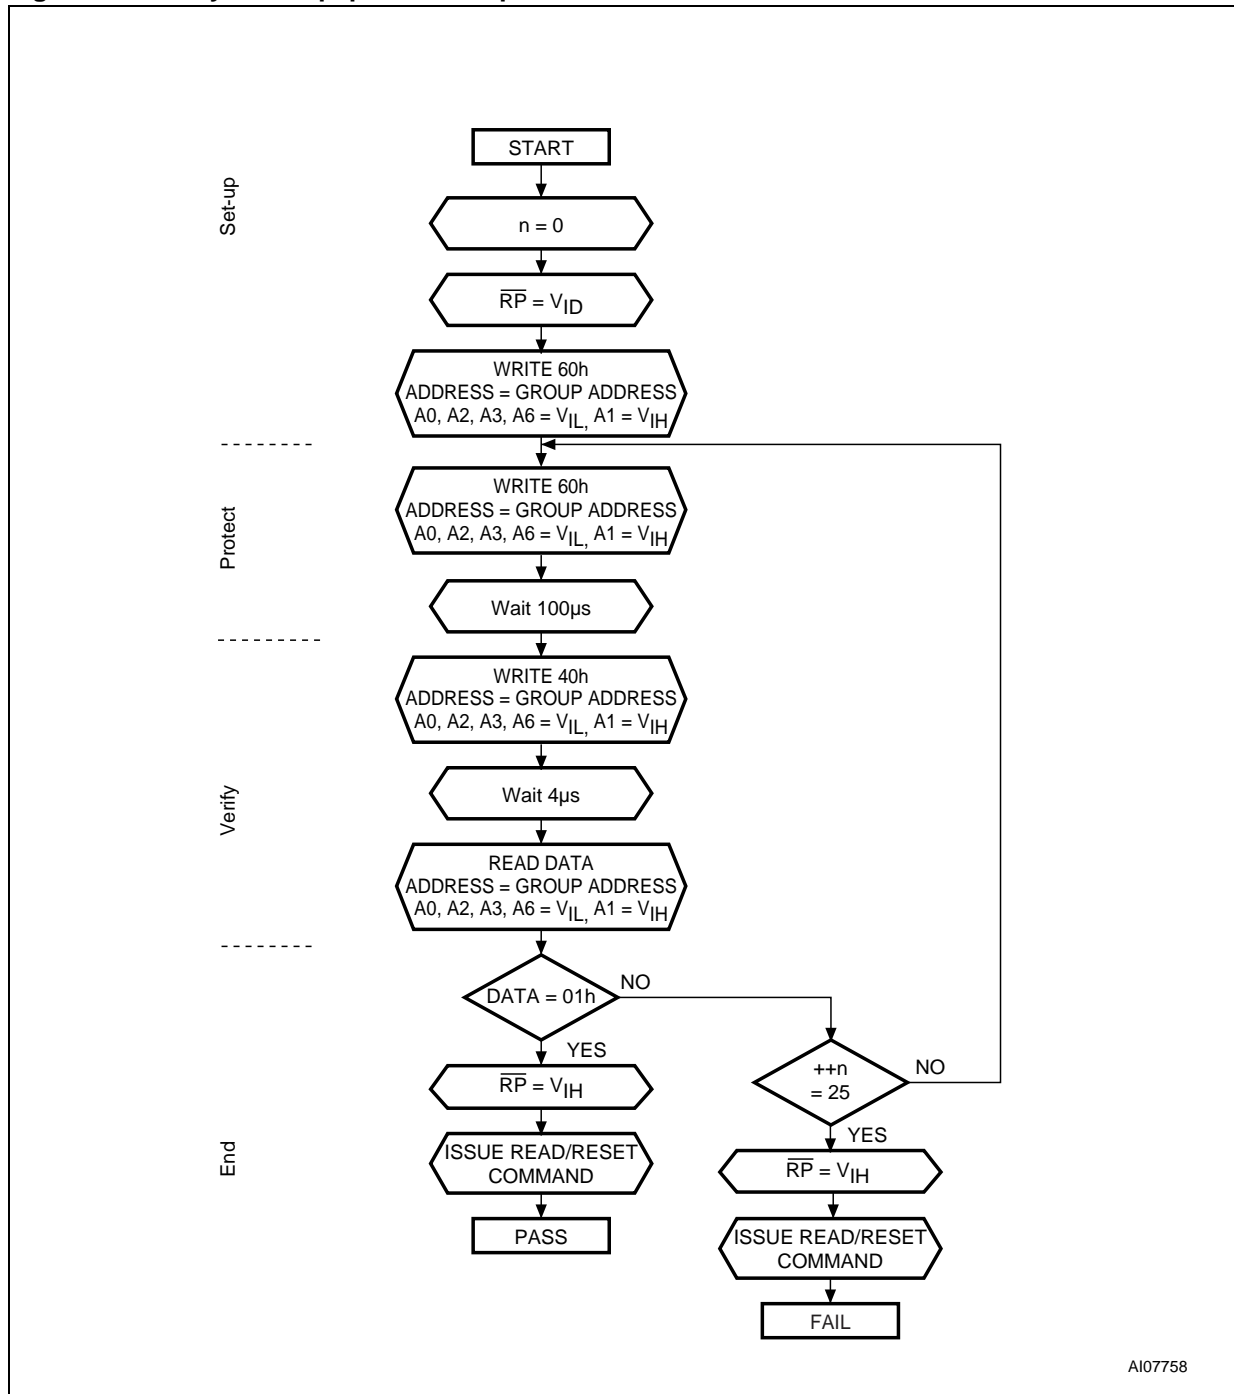 START
Set-up
n = 0
RP = VID
WRITE 60h
ADDRESS = GROUP ADDRESS
A0, A2, A3, A6 = VIL, A1 = VIH
Protect
WRITE 60h
ADDRESS = GROUP ADDRESS
A0, A2, A3, A6 = VIL, A1 = VIH
Wait 100µs
Verify
WRITE 40h
ADDRESS = GROUP ADDRESS
A0, A2, A3, A6 = VIL, A1 = VIH
Wait 4µs
READ DATA
ADDRESS = GROUP ADDRESS
A0, A2, A3, A6 = VIL, A1 = VIH
DATA = 01h
NO
YES
++n
= 25
NO
YES
End
RP = VIH
ISSUE READ/RESET
COMMAND
PASS
RP = VIH
ISSUE READ/RESET
COMMAND
FAIL
AI07758